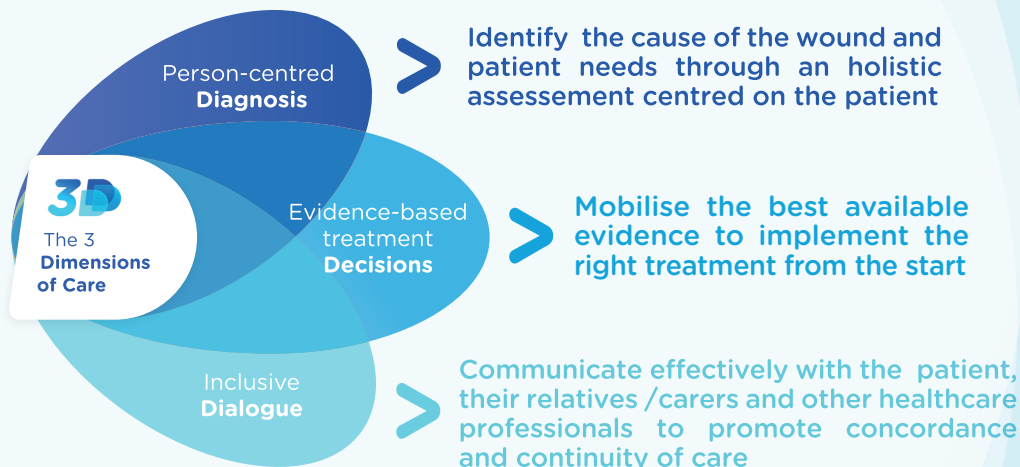 Person-centred
Diagnosis
Identify the cause of the wound and
patient needs through an holistic
assessement centred on the patient
3D
The 3
Dimensions
of Care
Evidence-based
treatment
Decisions
Mobilise the best available
evidence to implement the
right treatment from the start
Inclusive
Dialogue
Communicate effectively with the patient,
their relatives /carers and other healthcare
professionals to promote concordance
and continuity of care